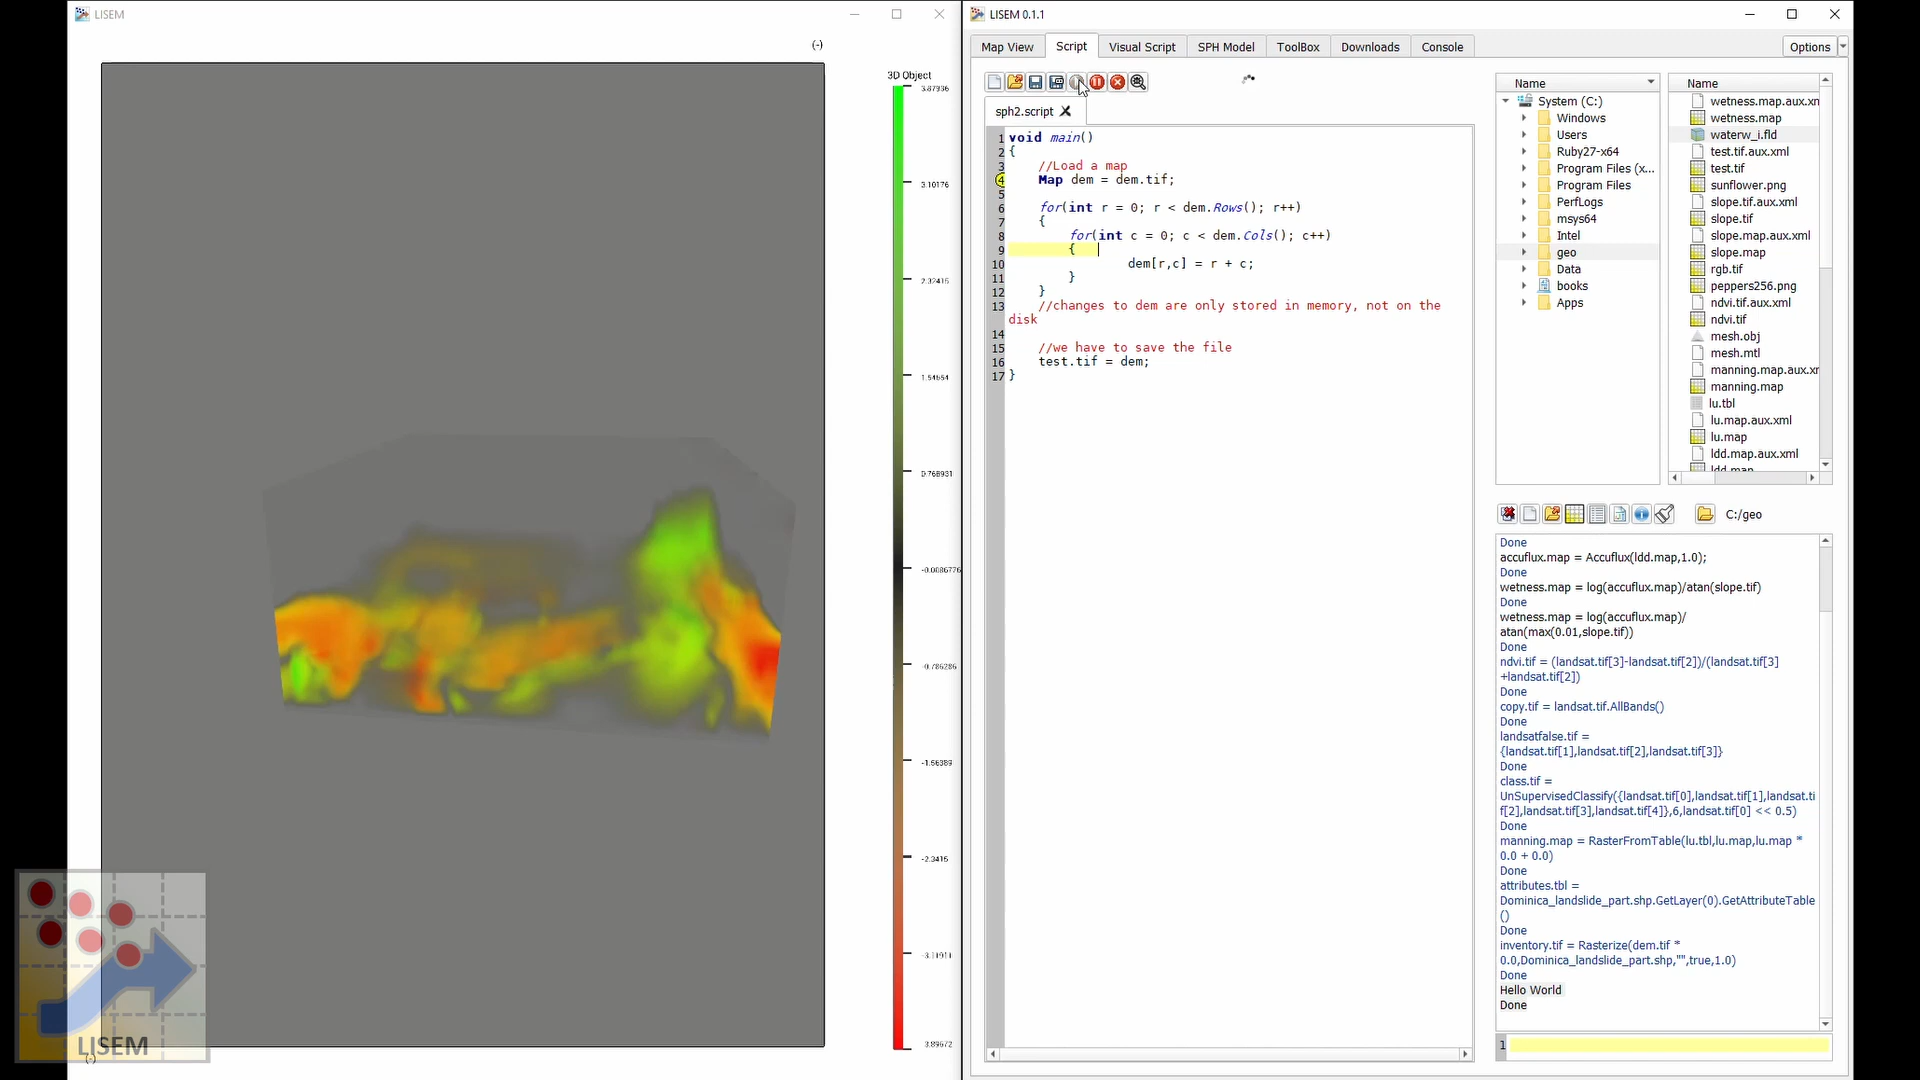 LISEM
(-)
3D Object
3.87936
3.10176
2.32415
1.54654
0.768931
-0.0086776
-0.786286
-1.56389
-2.3415
-3.11911
3.89672
LISEM
(-)
LISEM 0.1.1
Map View
Script
Visual Script
SPH Model
ToolBox
Downloads
Console
Options
sph2.script
1 void main()
2 {
3 //Load a map
4 Map dem = dem.tif;
5
6 for(int r = 0; r < dem.Rows(); r++)
7 {
8 for(int c = 0; c < dem.Cols(); c++)
9 {
10 dem[r,c] = r + c;
11 }
12 }
13 //changes to dem are only stored in memory, not on the
disk
14
15 //we have to save the file
16 test.tif = dem;
17 }
Name
System (C:)
Windows
Users
Ruby27-x64
Program Files (x...
Program Files
PerfLogs
msys64
Intel
geo
Data
books
Apps
Name
wetness.map.aux.xn
wetness.map
waterw_i.fld
test.tif.aux.xml
test.tif
sunflower.png
slope.tif.aux.xml
slope.tif
slope.map.aux.xml
slope.map
rgb.tif
peppers256.png
ndvi.tif.aux.xml
ndvi.tif
mesh.obj
mesh.mtl
manning.map.aux.xr
manning.map
lu.tbl
lu.map.aux.xml
lu.map
ldd.map.aux.xml
ldd.map
C:/geo
Done
accuflux.map = Accuflux(ldd.map,1.0);
Done
wetness.map = log(accuflux.map)/atan(slope.tif)
Done
wetness.map = log(accuflux.map)/
atan(max(0.01,slope.tif))
Done
ndvi.tif = (landsat.tif[3]-landsat.tif[2])/(landsat.tif[3]
+landsat.tif[2])
Done
copy.tif = landsat.tif.AllBands()
Done
landsatfalse.tif =
{landsat.tif[1],landsat.tif[2],landsat.tif[3]}
Done
class.tif =
UnSupervisedClassify({landsat.tif[0],landsat.tif[1],landsat.ti
f[2],landsat.tif[3],landsat.tif[4]},6,landsat.tif[0] << 0.5)
Done
manning.map = RasterFromTable(lu.tbl,lu.map,lu.map *
0.0 + 0.0)
Done
attributes.tbl =
Dominica_landslide_part.shp.GetLayer(0).GetAttributeTable
()
Done
inventory.tif = Rasterize(dem.tif *
0.0,Dominica_landslide_part.shp,"",true,1.0)
Done
Hello World
Done
1